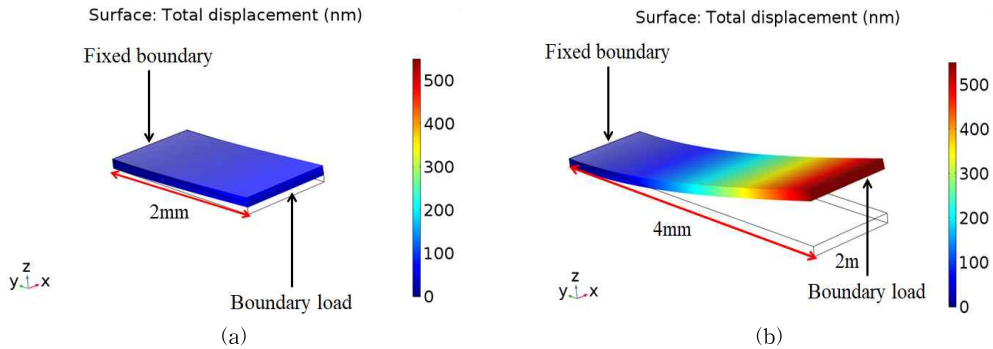 Surface: Total displacement (nm)
Fixed boundary
500
400
300
200
100
0
2mm
z
y
x
Boundary load
(a)
Surface: Total displacement (nm)
Fixed boundary
500
400
300
200
100
0
4mm
2m
z
y
x
Boundary load
(b)